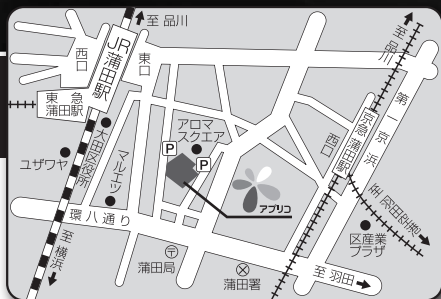 至 品川
JR蒲田駅
西口
東口
至 品川
東 急
蒲田駅
大田区役所
ユザワヤ
マルエツ
アロマ
スクエア
P
P
アプリコ
西口
京急蒲田駅
第一京浜
至 羽田空港
区産業
プラザ
環八通り
至 横浜
〒
蒲田局
蒲田署
至 羽田